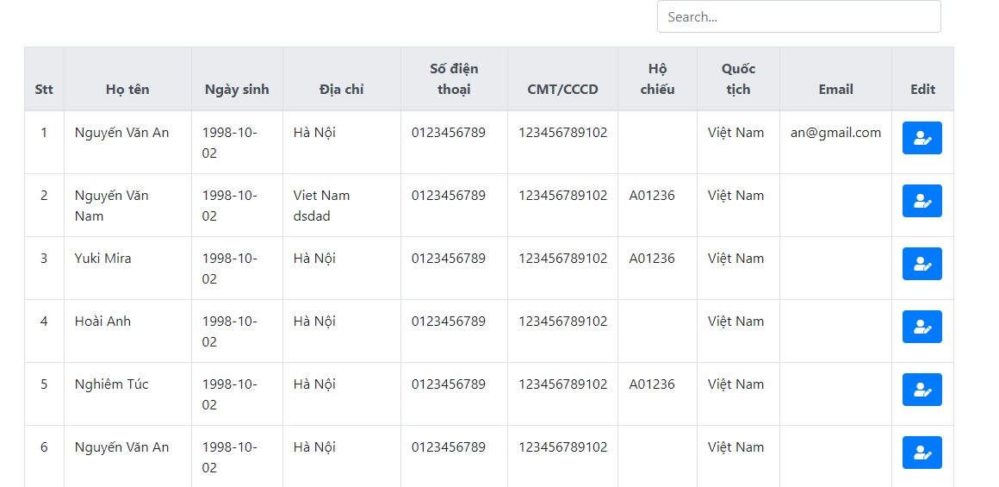 Search...
Số điện Hộ Quốc
Stt Họ tên Ngày sinh Địa chỉ thoại CMT/CCCD chiếu tịch Email Edit
1 Nguyến Văn An 1998-10- Hà Nội 0123456789 123456789102 Việt Nam an@gmail.com
02
2 Nguyến Văn 1998-10- Viet Nam 0123456789 123456789102 A01236 Việt Nam
Nam 02 dsdad
3 Yuki Mira 1998-10- Hà Nội 0123456789 123456789102 A01236 Việt Nam
02
4 Hoài Anh 1998-10- Hà Nội 0123456789 123456789102 Việt Nam
02
5 Nghiêm Túc 1998-10- Hà Nội 0123456789 123456789102 A01236 Việt Nam
02
6 Nguyến Văn An 1998-10- Hà Nội 0123456789 123456789102 Việt Nam
02